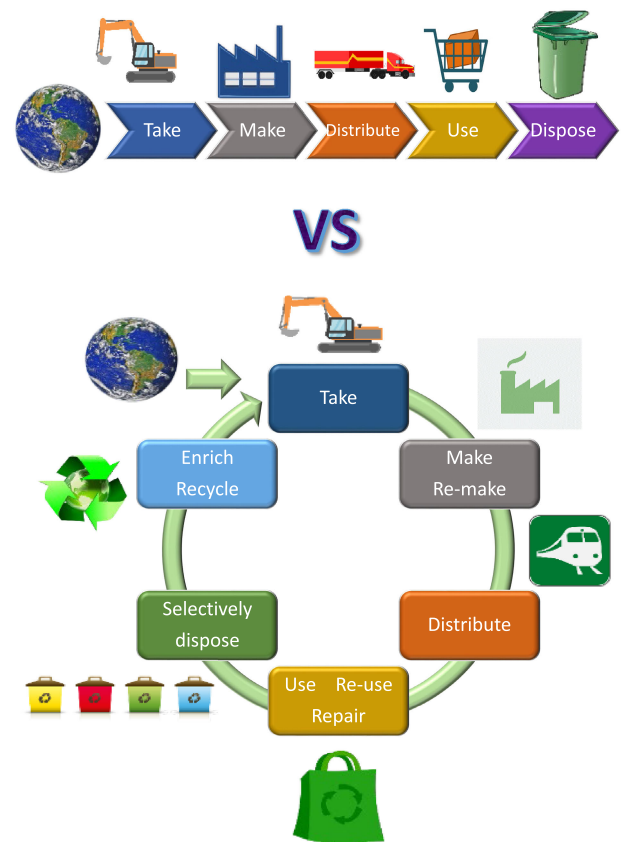 Take
Make
Distribute
Use
Dispose
VS
Take
Make
Re-make
Distribute
Use Re-use
Repair
Selectively
dispose
Enrich
Recycle